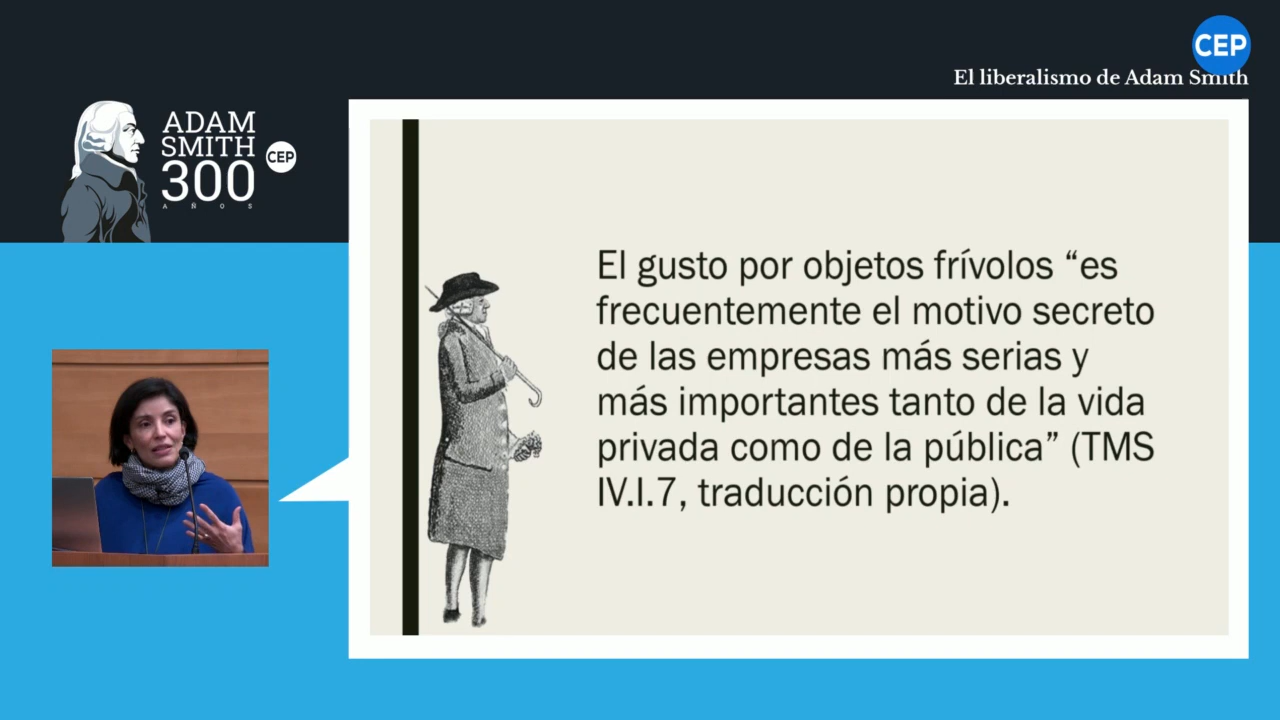 CEP
El liberalismo de Adam Smith
ADAM
SMITH
300
AÑOS
CEP
El gusto por objetos frívolos “es
frecuentemente el motivo secreto
de las empresas más serias y
más importantes tanto de la vida
privada como de la pública” (TMS
IV.I.7, traducción propia).